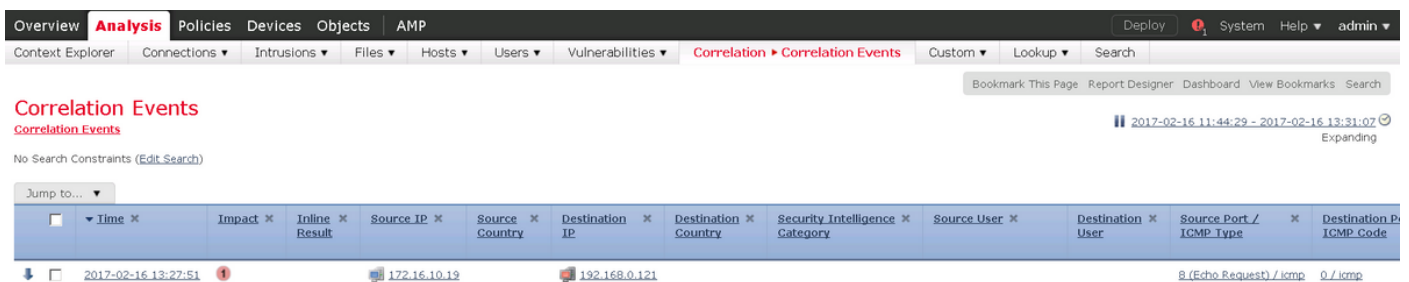 Overview Analysis Policies Devices Objects AMP Deploy 1 System Help ▼ admin ▼
Context Explorer Connections ▼ Intrusions ▼ Files ▼ Hosts ▼ Users ▼ Vulnerabilities ▼ Correlation ▸ Correlation Events Custom ▼ Lookup ▼ Search
Bookmark This Page Report Designer Dashboard View Bookmarks Search
Correlation Events
Correlation Events
2017-02-16 11:44:29 - 2017-02-16 13:31:07
Expanding
No Search Constraints (Edit Search)
Jump to... ▼
▼ Time × Impact × Inline × Source IP × Source × Destination × Destination × Security Intelligence × Source User × Destination × Source Port / × Destination P
Result Country IP Country Category User ICMP Type ICMP Code
2017-02-16 13:27:51 1 172.16.10.19 192.168.0.121 8 (Echo Request) / icmp 0 / icmp